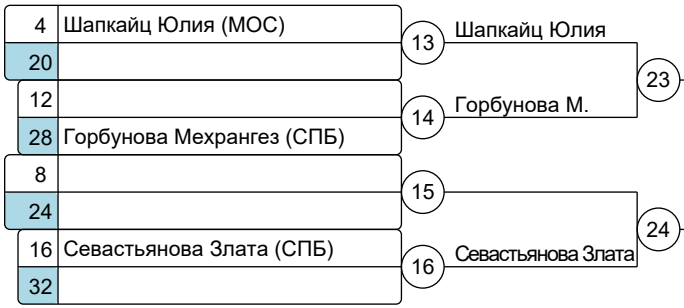 4 Шапкайц Юлия (МОС)
13 Шапкайц Юлия
20
23
12
14 Горбунова М.
28 Горбунова Мехрангез (СПБ)
8
15
24
24
16 Севастьянова Злата (СПБ)
16 Севастьянова Злата
32